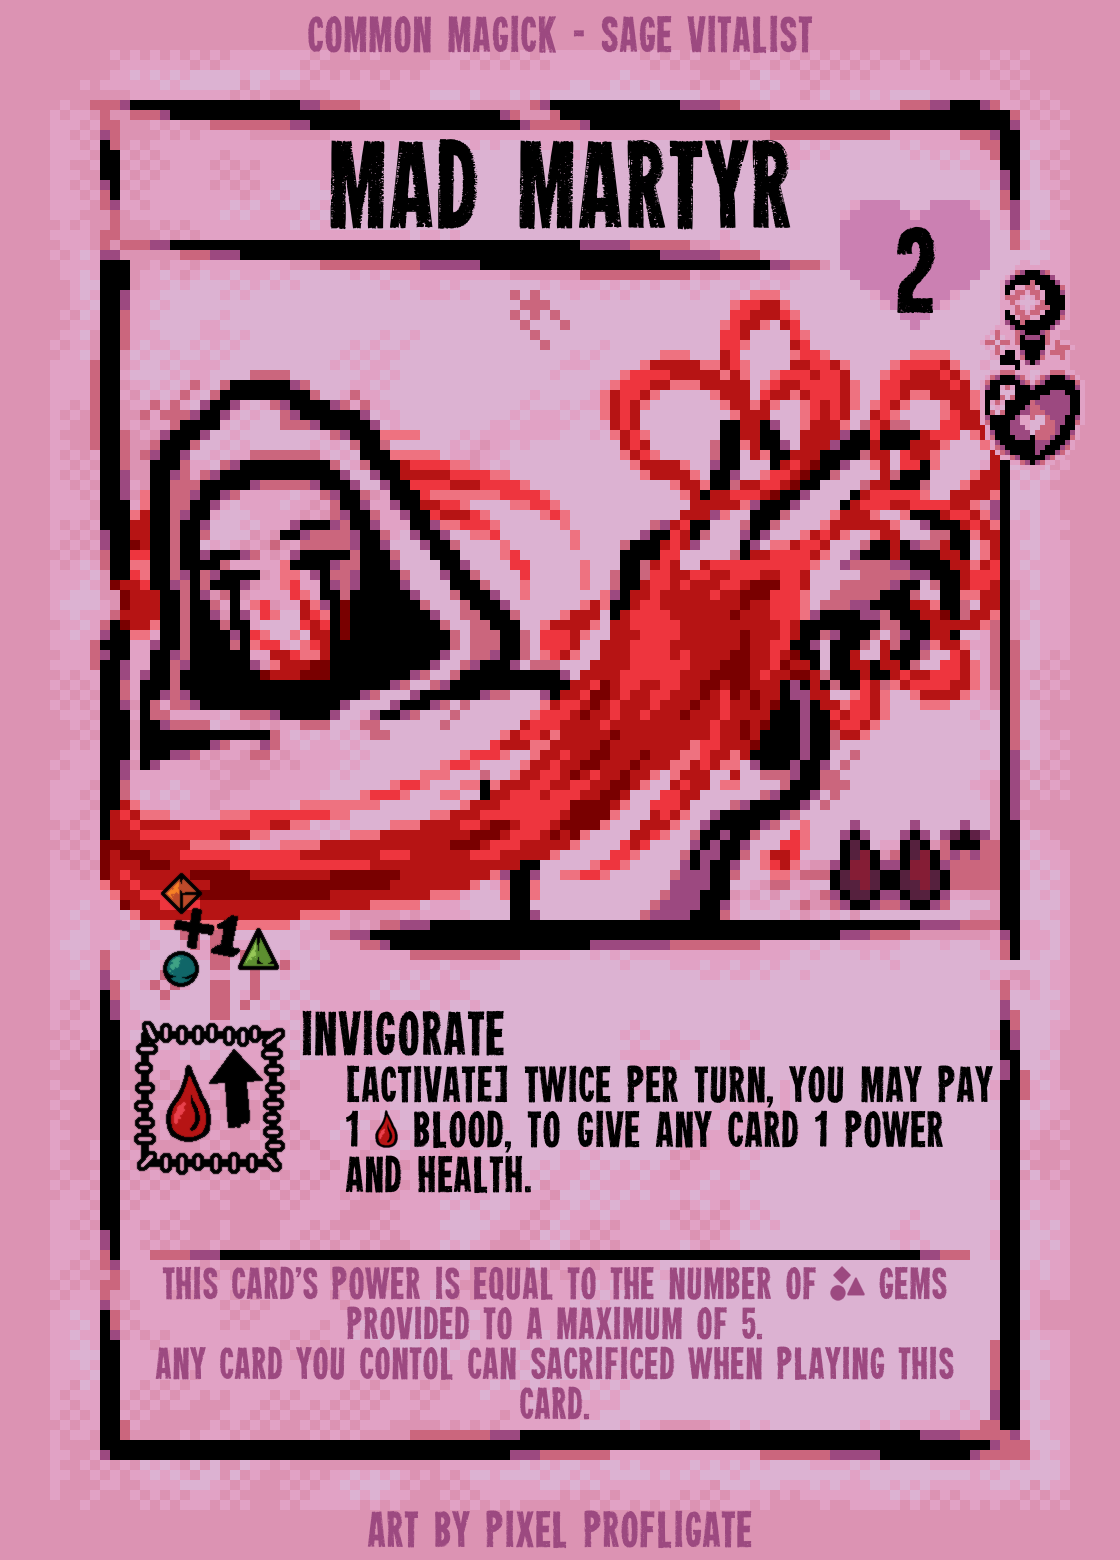 COMMON MAGICK - SAGE VITALIST
MAD MARTYR
2
+1
INVIGORATE
[ACTIVATE] TWICE PER TURN, YOU MAY PAY
1 BLOOD, TO GIVE ANY CARD 1 POWER
AND HEALTH.
THIS CARD'S POWER IS EQUAL TO THE NUMBER OF GEMS
PROVIDED TO A MAXIMUM OF 5.
ANY CARD YOU CONTOL CAN SACRIFICED WHEN PLAYING THIS
CARD.
ART BY PIXEL PROFLIGATE